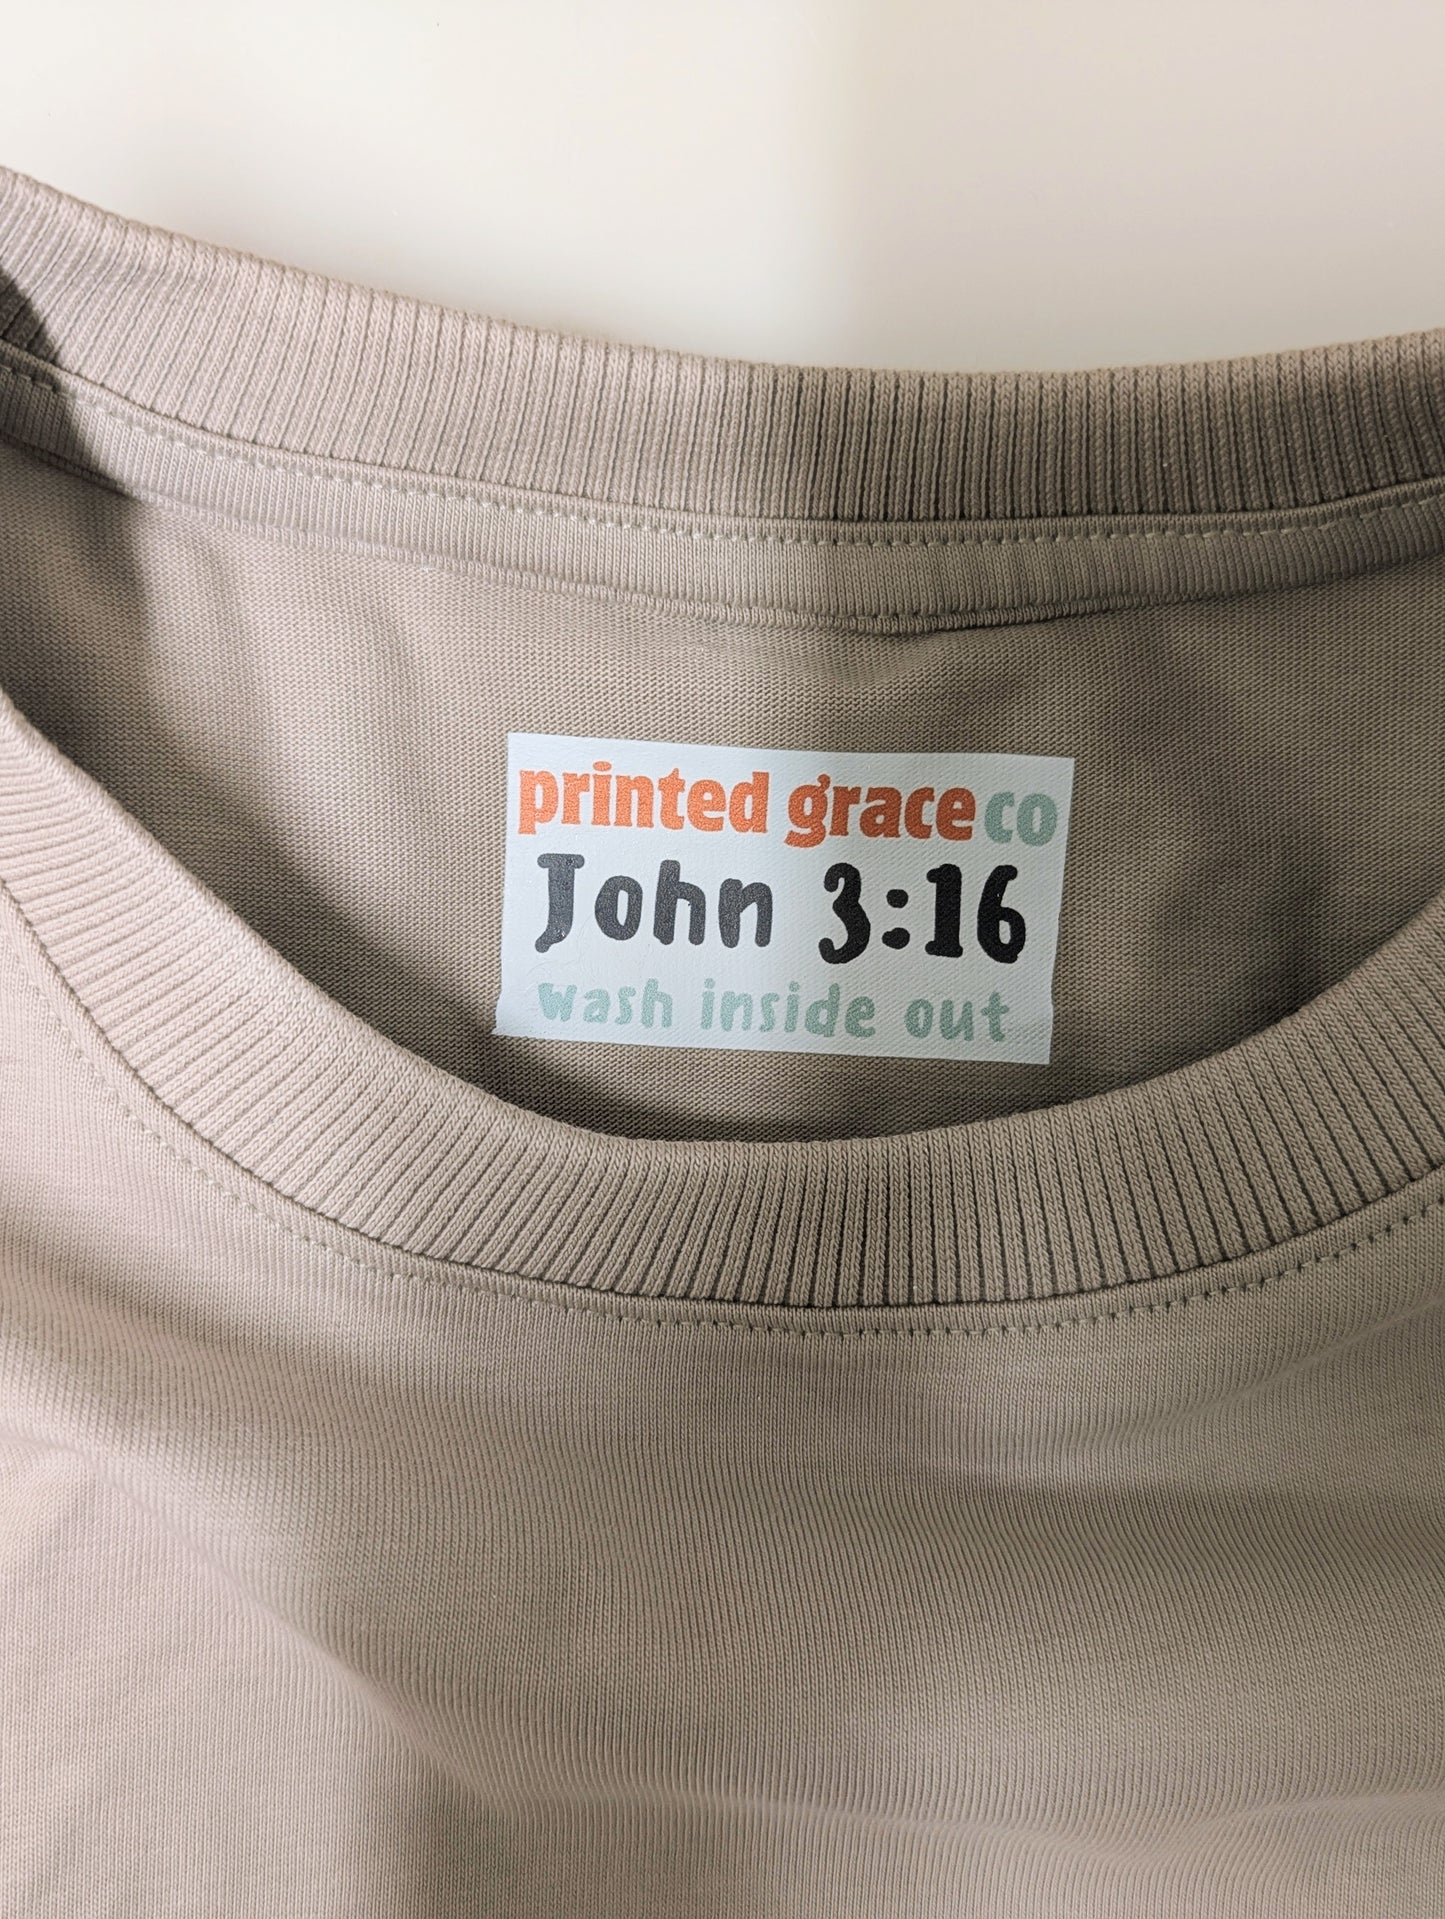 printed grace co
John 3:16
wash inside out